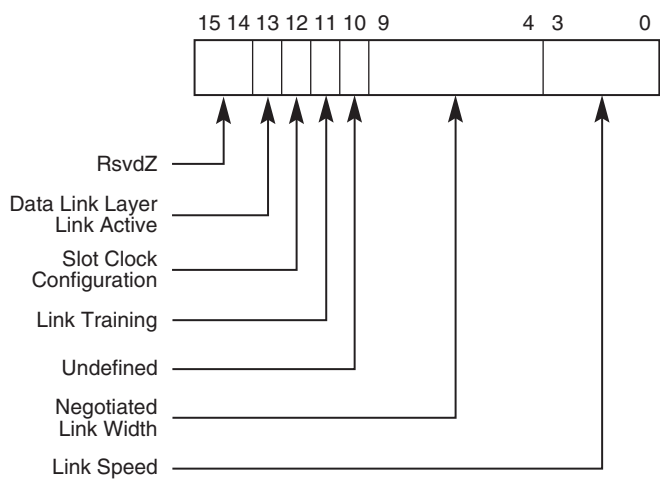 15 14 13 12 11 10 9 4 3 0
RsvdZ
Data Link Layer
Link Active
Slot Clock
Configuration
Link Training
Undefined
Negotiated
Link Width
Link Speed